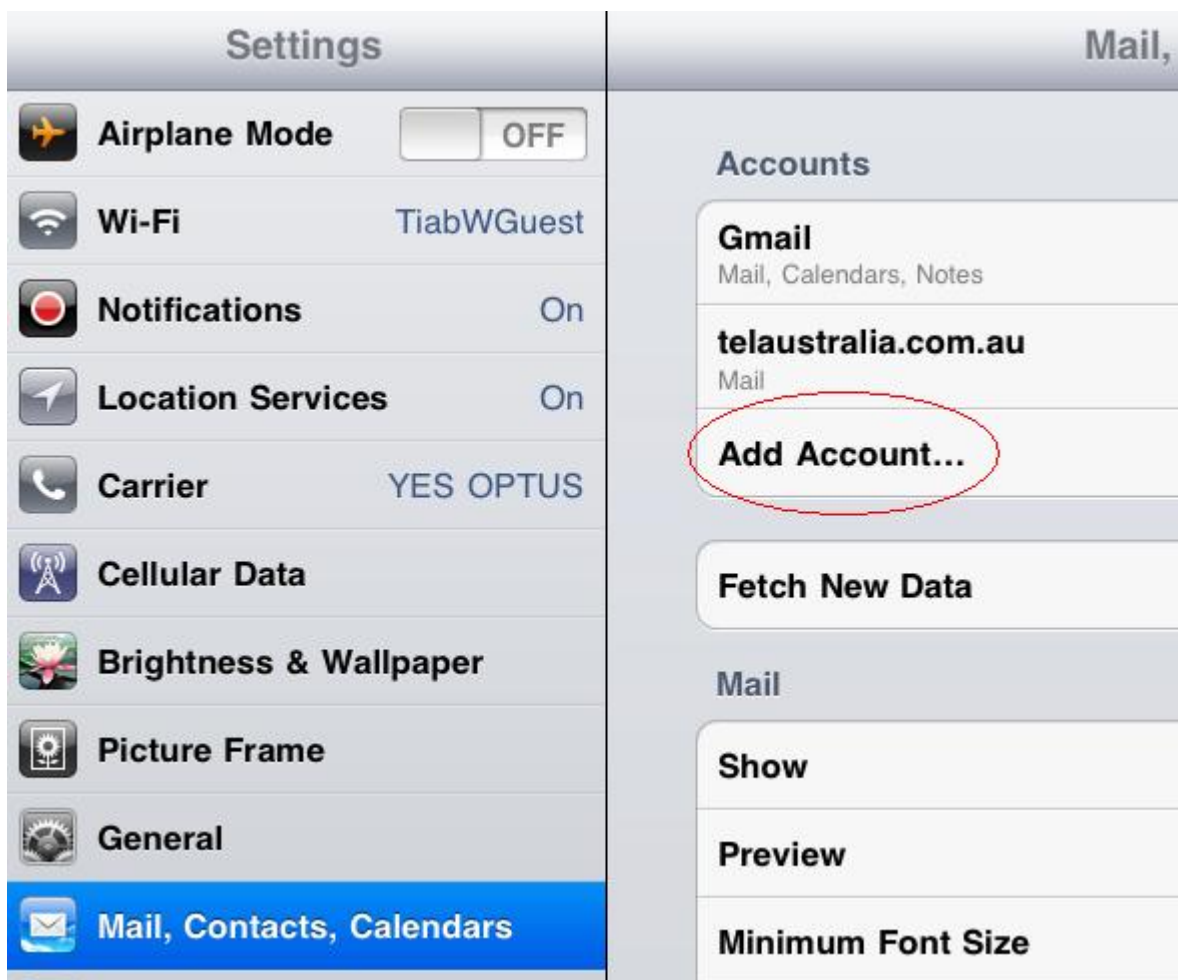 Settings
Airplane Mode OFF
Wi-Fi TiabWGuest
Notifications On
Location Services On
Carrier YES OPTUS
Cellular Data
Brightness & Wallpaper
Picture Frame
General
Mail, Contacts, Calendars
Mail,
Accounts
Gmail
Mail, Calendars, Notes
telaustralia.com.au
Mail
Add Account...
Fetch New Data
Mail
Show
Preview
Minimum Font Size